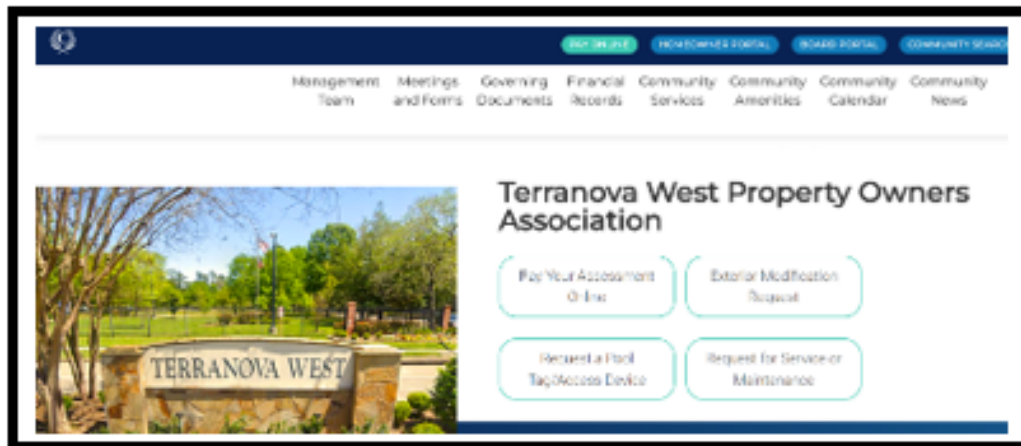 PAY ONLINE HOMEOWNER PORTAL BOARD PORTAL COMMUNITY SEARCH
Management Meetings Governing Financial Community Community Community Community
Team and Forms Documents Records Services Amenities Calendar News
Terranova West Property Owners
Association
Pay Your Assessment
Online
Exterior Modification
Request
Request a Pool
Tag/Access Device
Request for Service or
Maintenance
TERRANOVA WEST